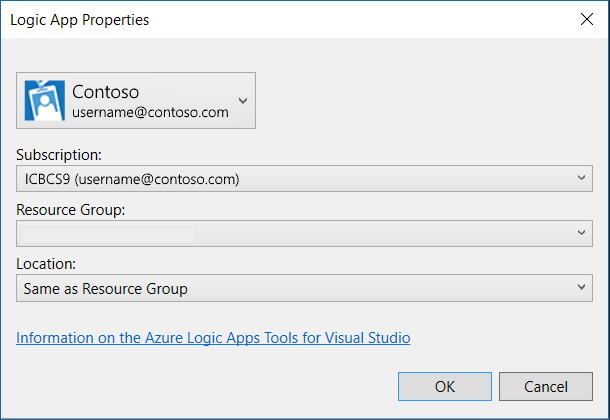 Logic App Properties
Contoso
username@contoso.com
Subscription:
ICBCS9 (username@contoso.com)
Resource Group:
Location:
Same as Resource Group
Information on the Azure Logic Apps Tools for Visual Studio
OK
Cancel